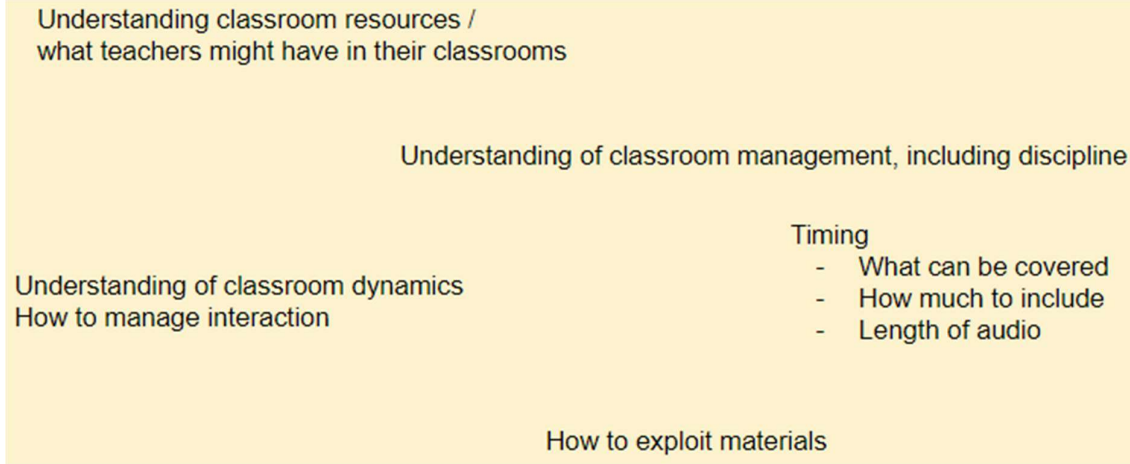 Understanding classroom resources /
what teachers might have in their classrooms
Understanding of classroom management, including discipline
Timing
- What can be covered
- How much to include
- Length of audio
Understanding of classroom dynamics
How to manage interaction
How to exploit materials